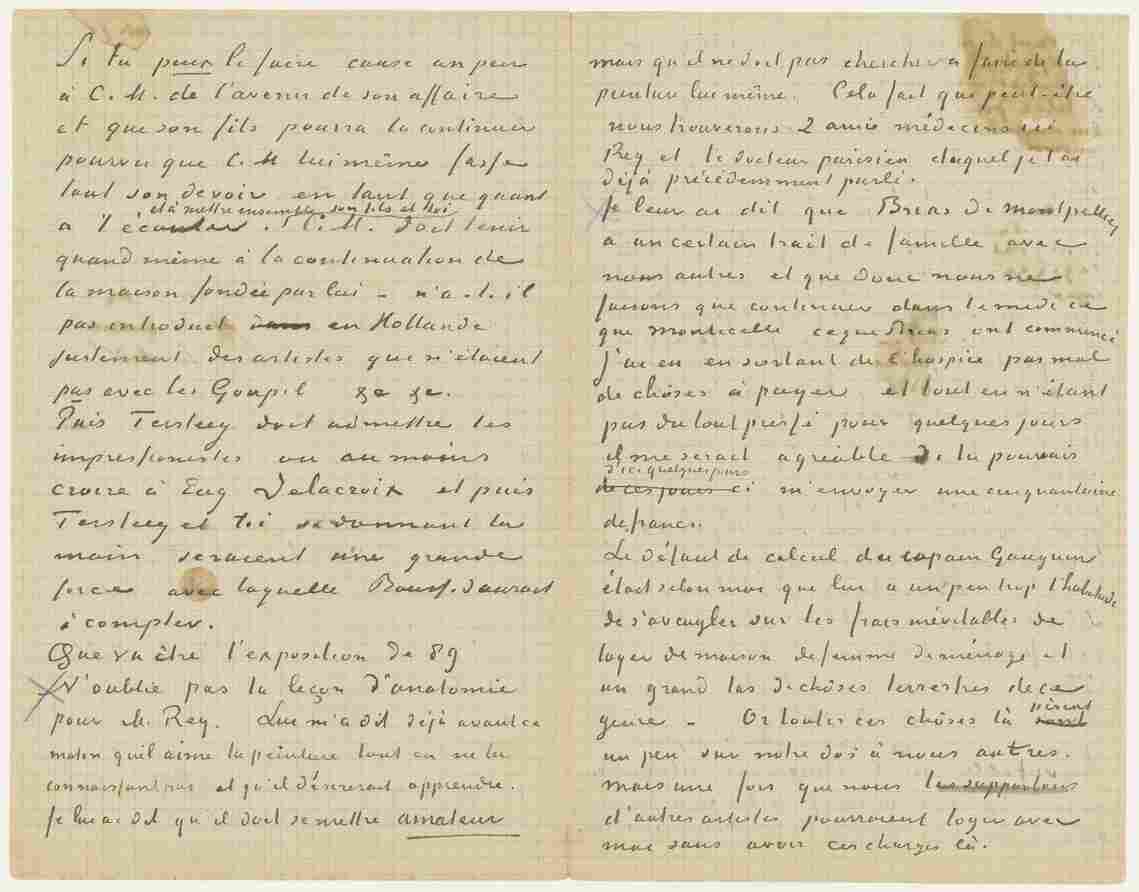 Si tu peux le faire cause un peu
à C.M. de l'avenir de son affaire
et que son fils pourra la continuer
pourvu que C.M lui même fasse
tout son devoir en tant que quant
et à mettre ensemble son fils et toi
a l'écouter. C.M. doit tenir
quand même à la continuation de
la maison fondée par lui – n'a-t-il
pas introduit dans en Hollande
justement des artistes qui n'étaient
pas avec les Goupil &c &c.
Puis Tersteeg doit admettre les
impressionistes ou au moins
croire à Eug Delacroix et puis
Tersteeg et toi se donnant la
main seraient une grande
force avec laquelle Boussod aurait
à compter.
Que va être l'exposition de 89
N'oublie pas la leçon d'anatomie
pour M. Rey. Lui m'a dit déjà avant ce
matin qu'il aime la peinture tout en ne la
connaissant pas et qu'il désirerait apprendre.
Je lui ai dit qu'il doit se mettre amateur
mais qu'il ne doit pas chercher a faire de la
peinture lui même. Cela fait que peut-être
nous trouverons 2 amis médecins ici
Rey et le docteur parisien duquel je t'ai
déjà précédemment parlé.
Je leur ai dit que Brias de montpellier
a un certain trait de famille avec
nous autres et que donc nous ne
faisons que continuer dans le midi ce
que Monticelli ce que Brias ont commencé
J'ai en sortant de l'hospice pas mal
de chôses à payer et tout en n'étant
pas du tout pressé pour quelques jours
il me serait agréable si tu pouvais
d'ici quelques jours
de ces jours ci m'envoyer une cinquantaine
de francs.
Le défaut de calcul du copain Gauguin
était selon moi que lui a un peu trop l'habitude
de s'aveugler sur les frais inévitables de
loyer de maison de femme de ménage et
un grand tas de chôses terrestres de ce
pesent
genre – Or toutes ces chôses là sont
un peu sur notre dos à nous autres.
mais une fois que nous les supportons
d'autres artistes pourraient loger avec
moi sans avoir ces charges là.